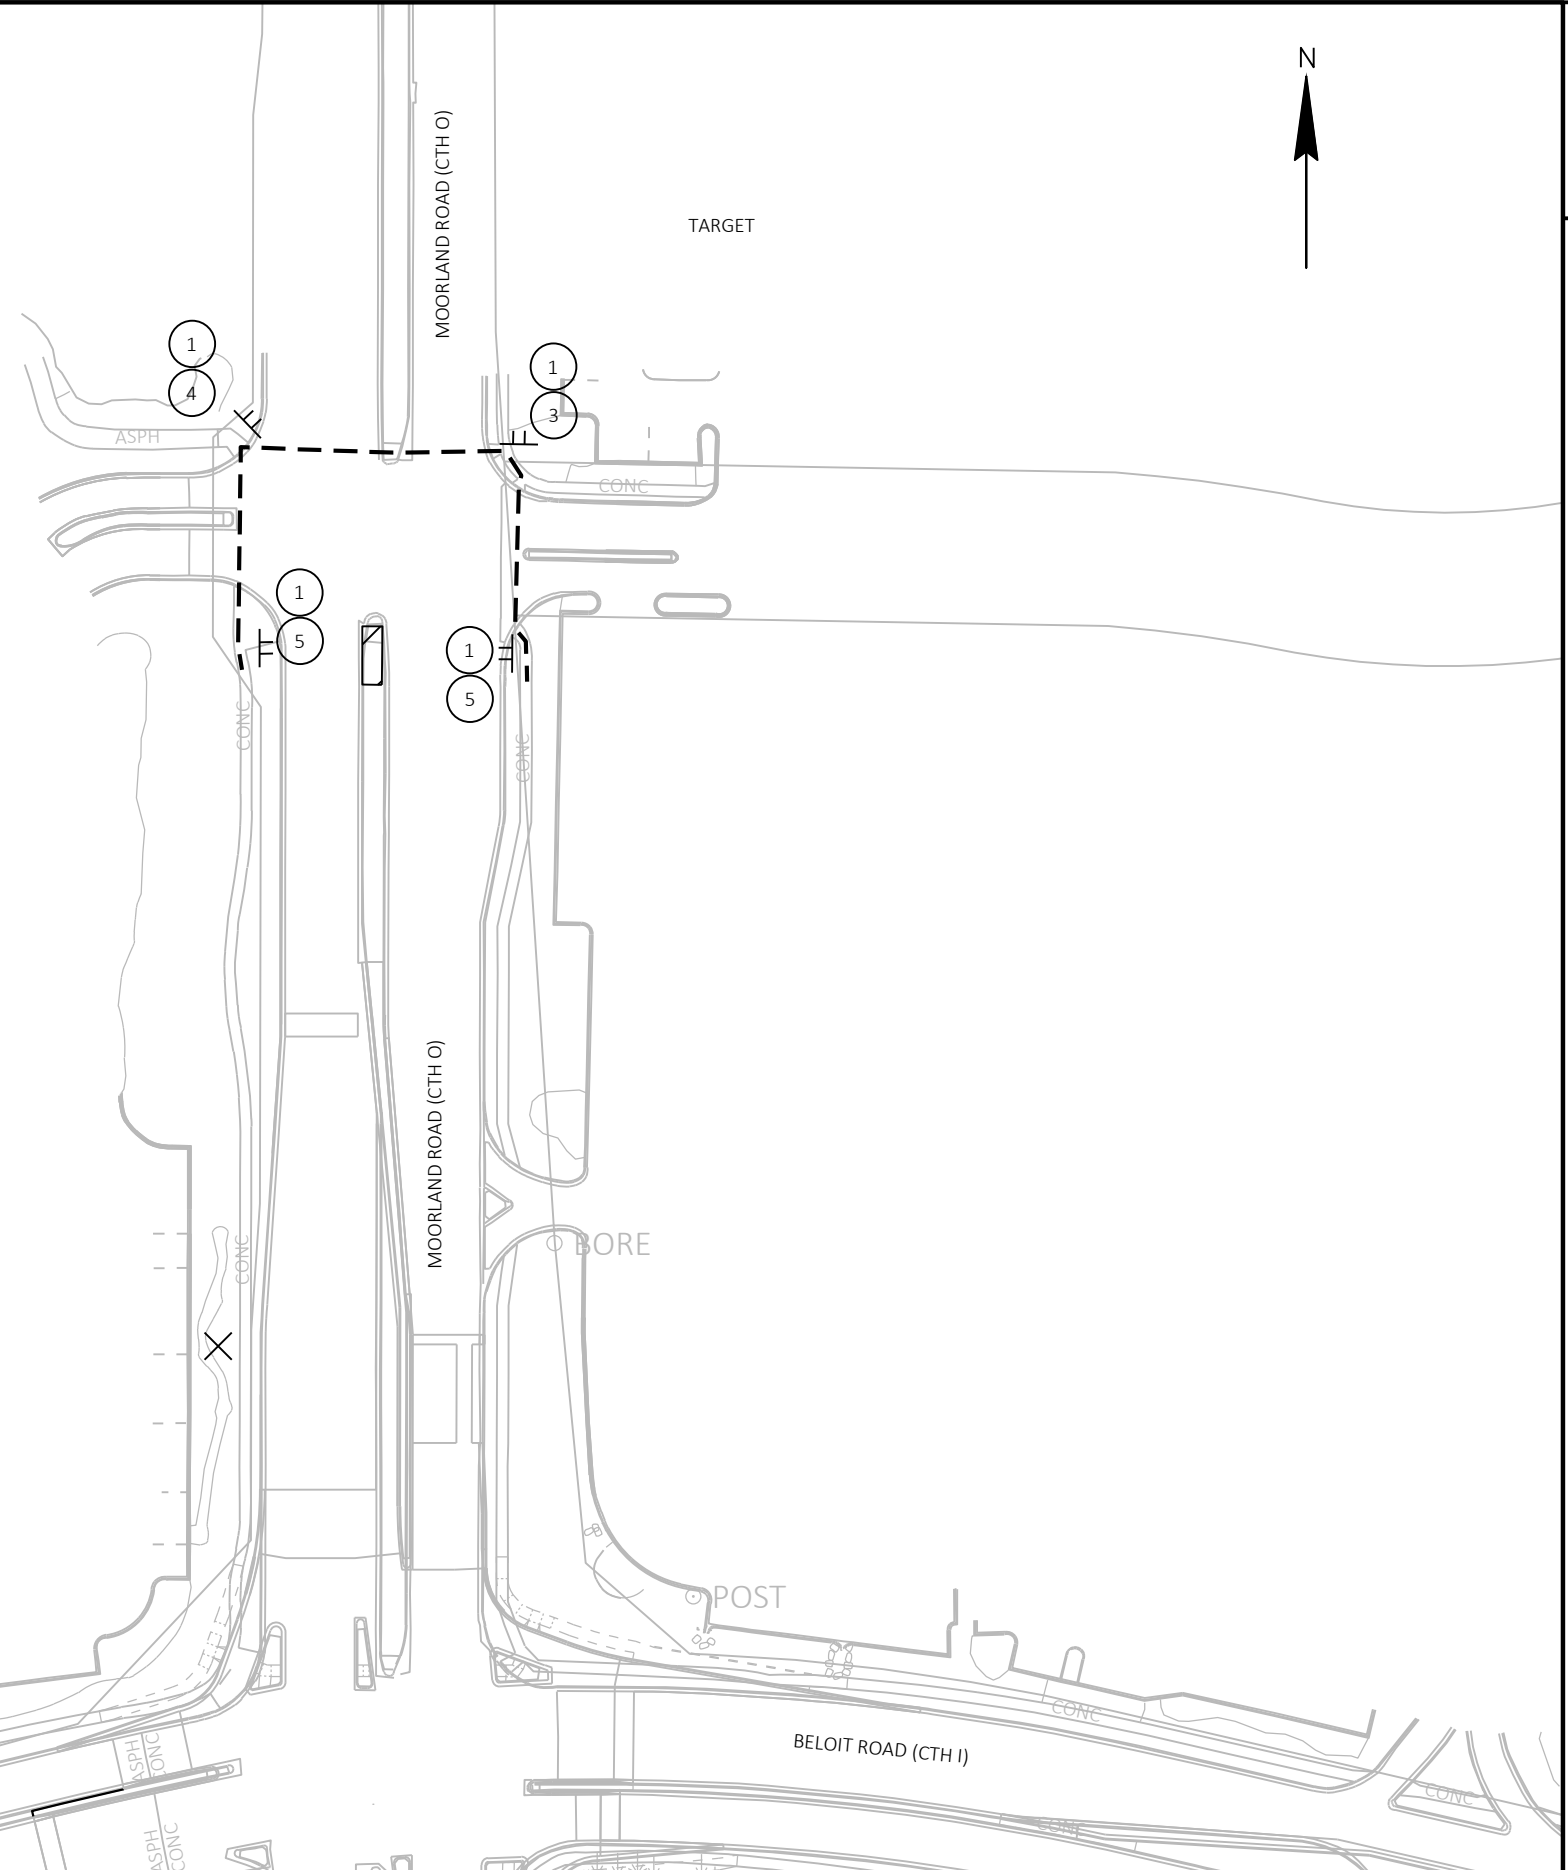 N
MOORLAND ROAD (CTH O)
TARGET
1
4
1
3
ASPH
CONC
1
5
1
5
CONC
CONC
MOORLAND ROAD (CTH O)
BORE
CONC
POST
CONC
BELOIT ROAD (CTH I)
ASPH
CONC
CONC
CONC
ASPH
CONC